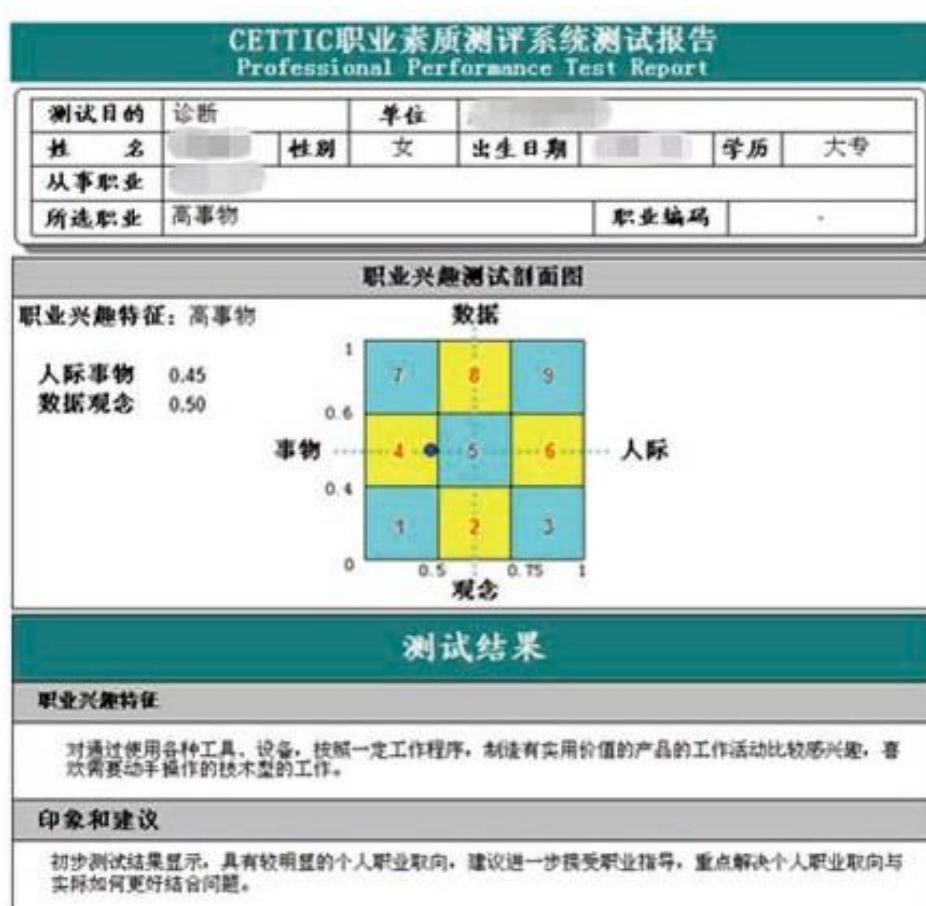 CETTIC职业素质测评系统测试报告
Professional Performance Test Report
测试目的 诊断 单位
姓 名 性别 女 出生日期 学历 大专
从事职业
所选职业 高事物 职业编码 -
职业兴趣测试剖面图
职业兴趣特征：高事物
数据
人际事物 0.45
数据观念 0.50
1
7 8 9
0.6
事物 4 5 6 人际
0.4
1 2 3
0 0.5 0.75 1
观念
测试结果
职业兴趣特征
对通过使用各种工具、设备，按照一定工作程序，制造有实用价值的产品的工作活动比较感兴趣，喜
欢需要动手操作的技术型的工作。
印象和建议
初步测试结果显示，具有较明显的个人职业取向，建议进一步接受职业指导，重点解决个人职业取向与
实际如何更好结合问题。